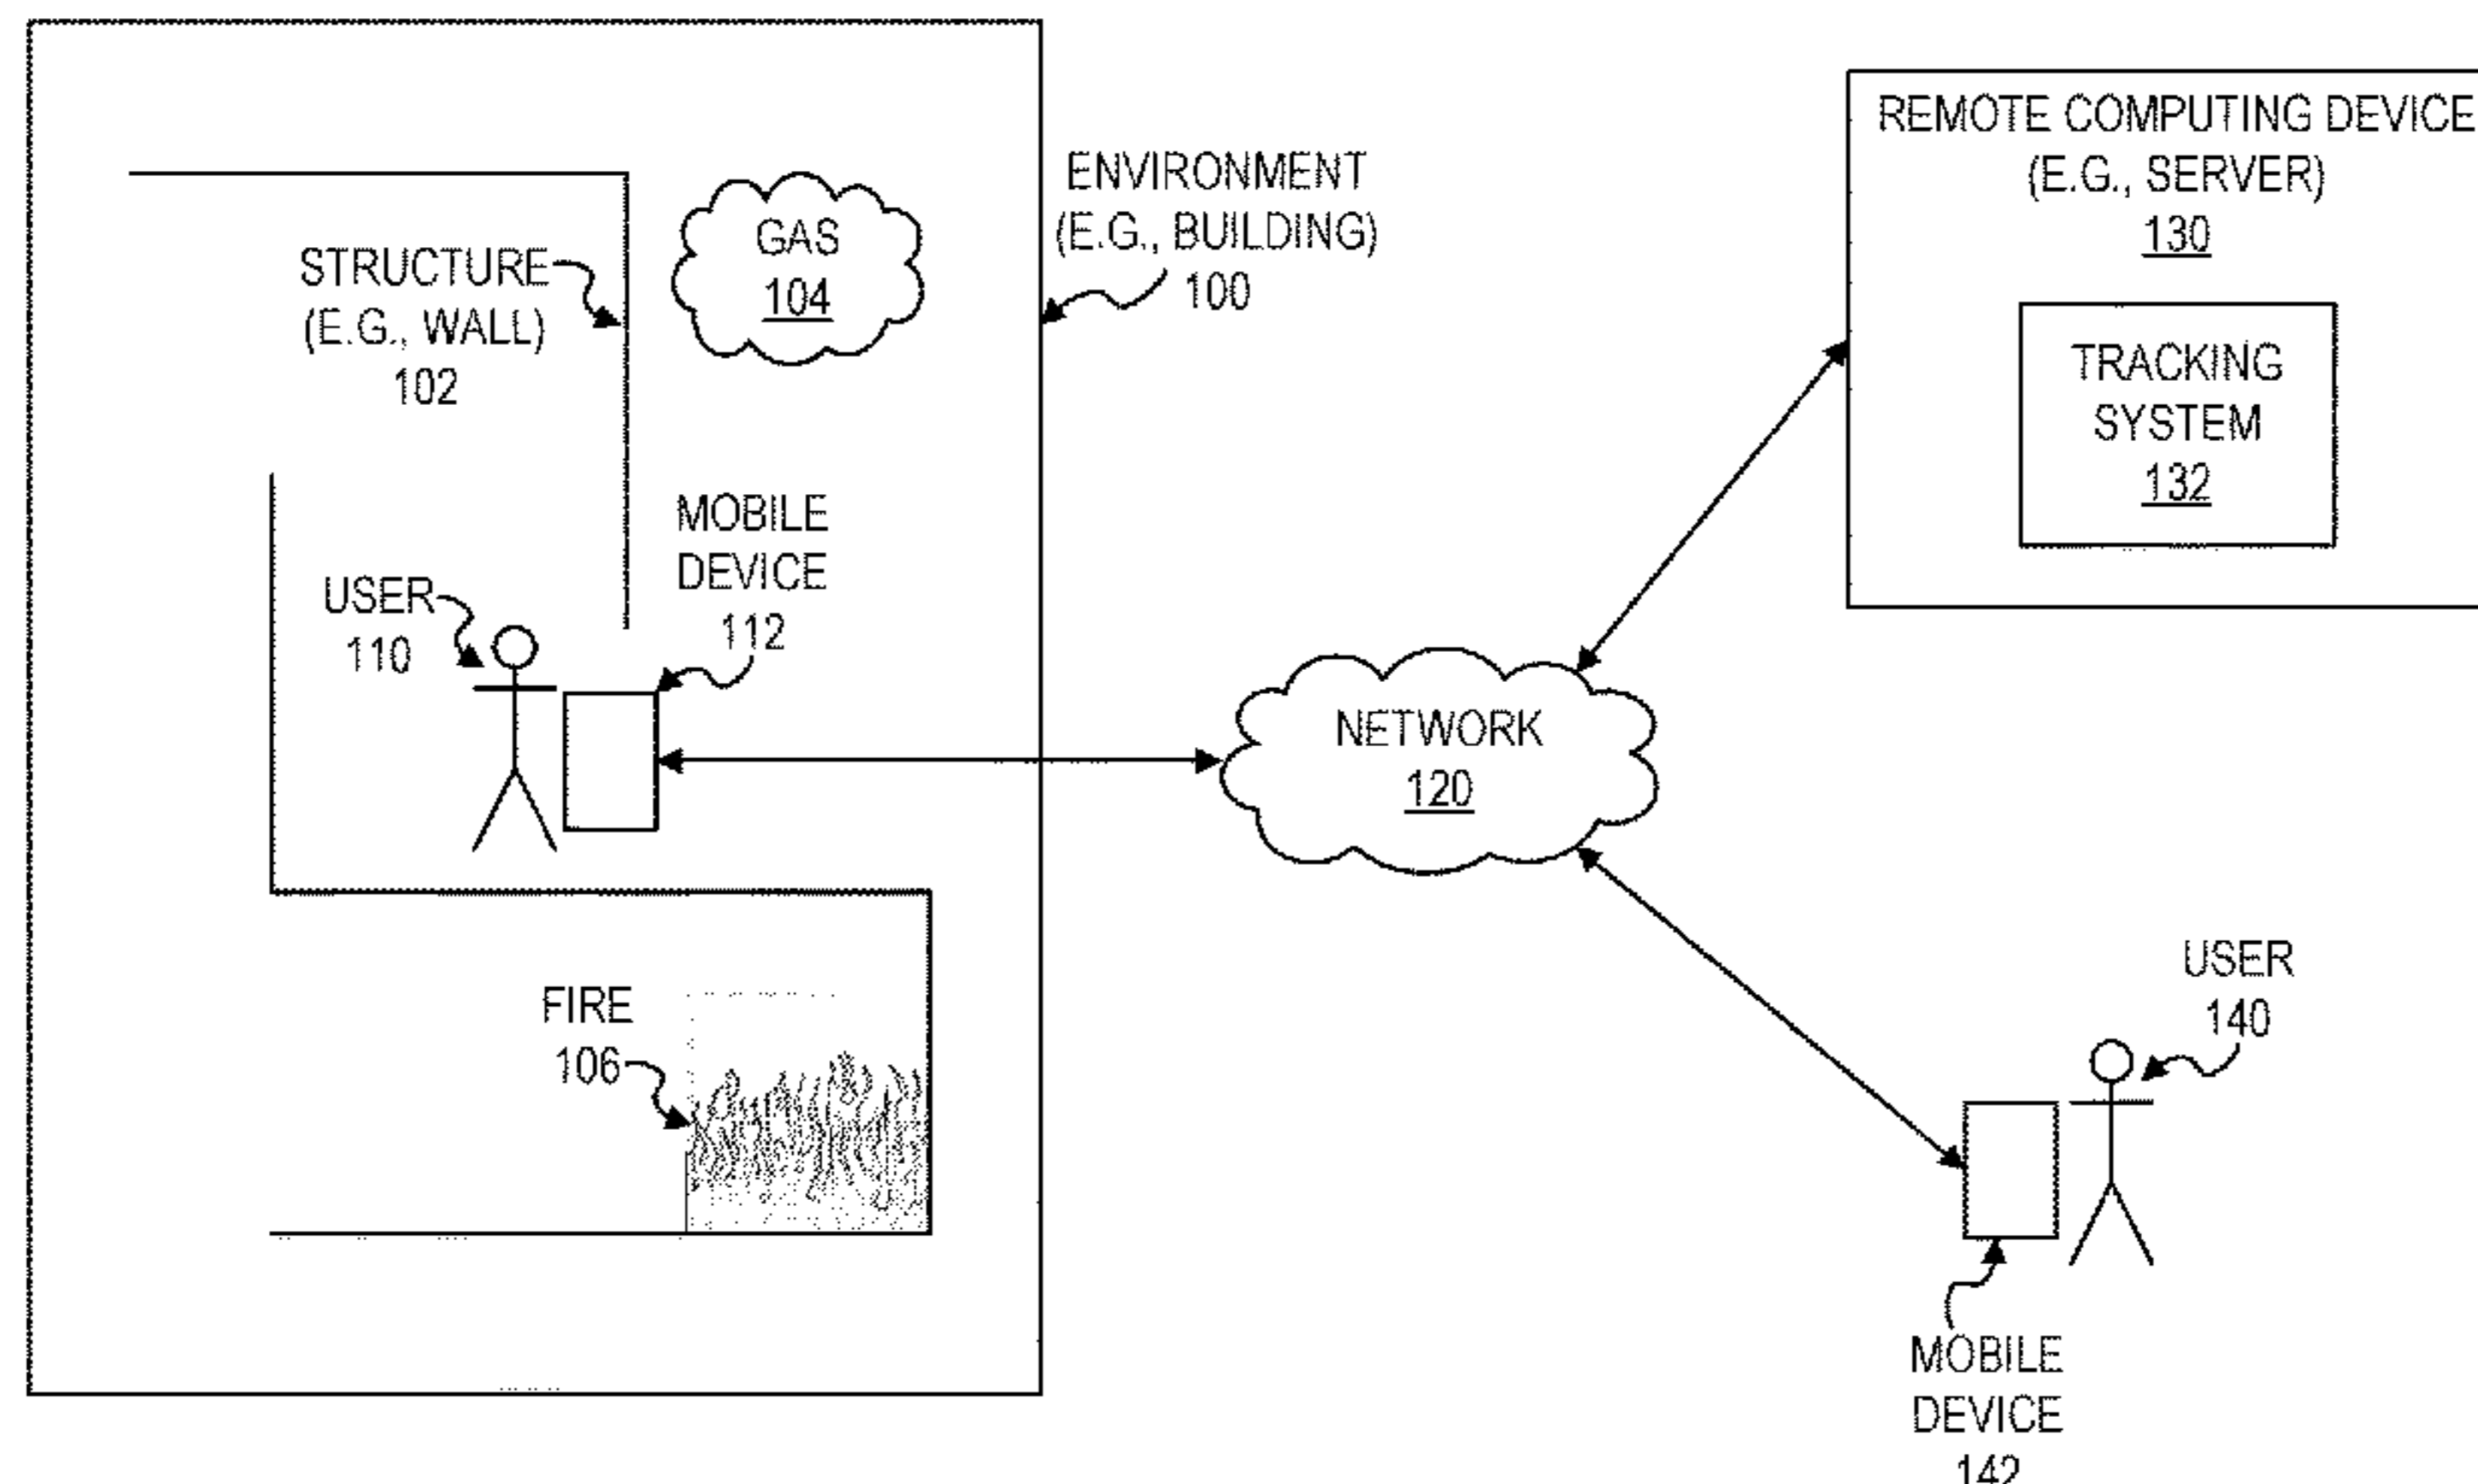 STRUCTURE
(E.G., WALL)
102
GAS
104
ENVIRONMENT
(E.G., BUILDING)
100
REMOTE COMPUTING DEVICE
(E.G., SERVER)
130
TRACKING
SYSTEM
132
USER
110
MOBILE
DEVICE
112
NETWORK
120
FIRE
106
USER
140
MOBILE
DEVICE
142